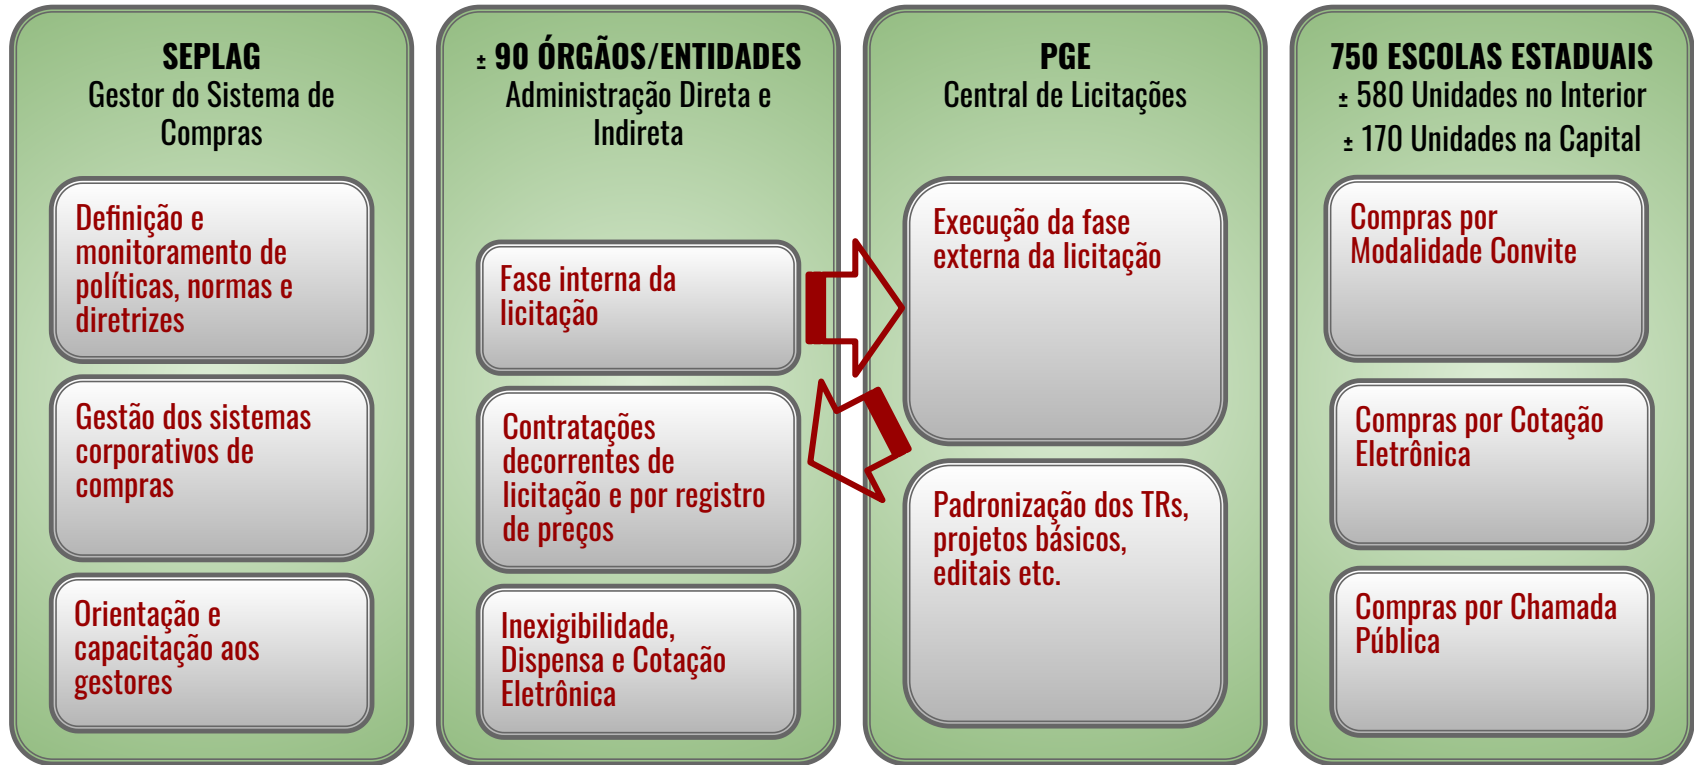 SEPLAG
Gestor do Sistema de
Compras
Definição e
monitoramento de
políticas, normas e
diretrizes
Gestão dos sistemas
corporativos de
compras
Orientação e
capacitação aos
gestores
± 90 ÓRGÃOS/ENTIDADES
Administração Direta e
Indireta
Fase interna da
licitação
Contratações
decorrentes de
licitação e por registro
de preços
Inexigibilidade,
Dispensa e Cotação
Eletrônica
PGE
Central de Licitações
Execução da fase
externa da licitação
Padronização dos TRs,
projetos básicos,
editais etc.
750 ESCOLAS ESTADUAIS
± 580 Unidades no Interior
± 170 Unidades na Capital
Compras por
Modalidade Convite
Compras por Cotação
Eletrônica
Compras por Chamada
Pública